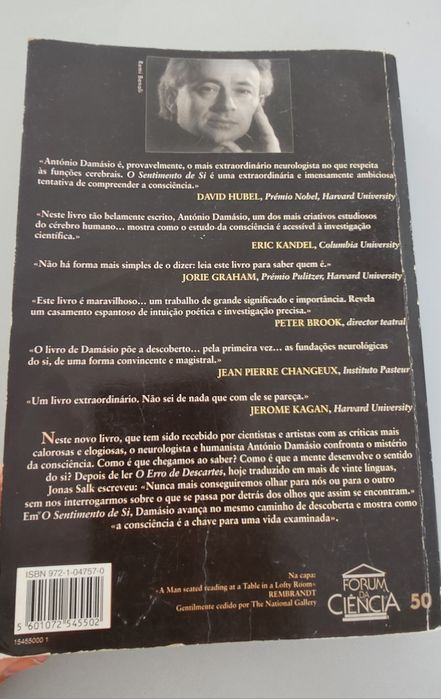 «António Damásio é, provavelmente, o mais extraordinário neurologista no que respeita
às funções cerebrais. O Sentimento de Si é uma extraordinária e imensamente ambiciosa
tentativa de compreender a consciência.»
DAVID HUBEL, Prémio Nobel, Harvard University
«Neste livro tão belamente escrito, António Damásio, um dos mais criativos estudiosos
do cérebro humano... mostra como o estudo da consciência é acessível à investigação
científica.»
ERIC KANDEL, Columbia University
«Não há forma mais simples de o dizer: leia este livro para saber quem é.»
JORIE GRAHAM, Prémio Pulitzer, Harvard University
«Este livro é maravilhoso... um trabalho de grande significado e importância. Revela
um casamento espantoso de intuição poética e investigação precisa.»
PETER BROOK, director teatral
«O livro de Damásio põe a descoberto... pela primeira vez... as fundações neurológicas
do si, de uma forma convincente e magistral.»
JEAN PIERRE CHANGEUX, Instituto Pasteur
«Um livro extraordinário. Não sei de nada que com ele se pareça.»
JEROME KAGAN, Harvard University
Neste novo livro, que tem sido recebido por cientistas e artistas com as críticas mais
calorosas e elogiosas, o neurologista e humanista António Damásio confronta o mistério
da consciência. Como é que chegamos ao saber? Como é que a mente desenvolve o sentido
do si? Depois de ler O Erro de Descartes, hoje traduzido em mais de vinte línguas,
Jonas Salk escreveu: «Nunca mais conseguiremos olhar para nós ou para o outro
sem nos interrogarmos sobre o que se passa por detrás dos olhos que assim se encontram.»
Em O Sentimento de Si, Damásio avança no mesmo caminho de descoberta e mostra como
«a consciência é a chave para uma vida examinada».
ISBN 972-1-04757-0
5 601072 545502
15455000 1
Na capa:
«A Man seated reading at a Table in a Lofty Room»
REMBRANDT
Gentilmente cedido por The National Gallery
FORUM
DA
CIÊNCIA
50